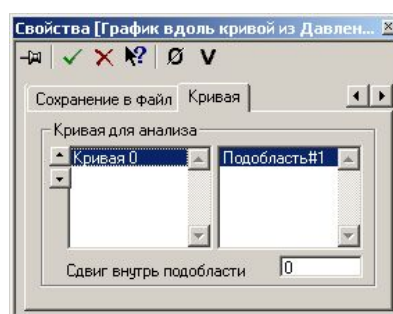 Свойства [График вдоль кривой из Давлен...
Сохранение в файл
Кривая
Кривая для анализа
Кривая 0
Подобласть#1
Сдвиг внутрь подобласти
0